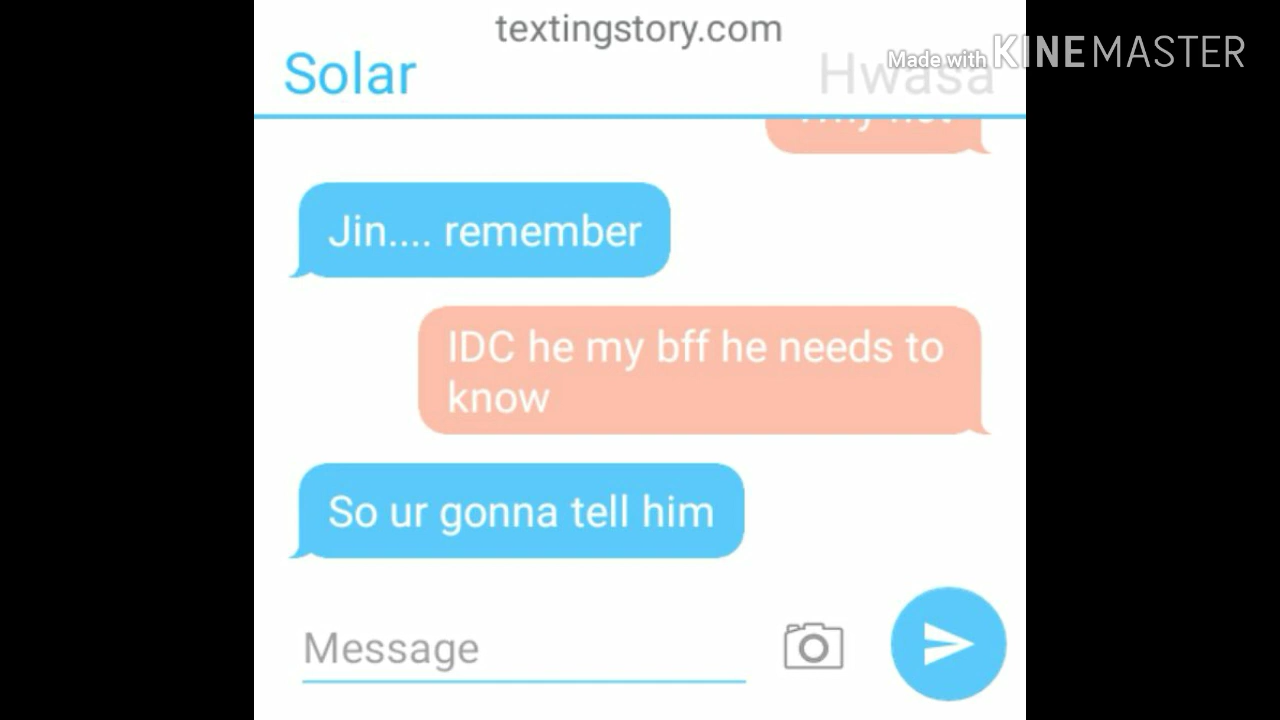 textingstory.com
Solar
Hwasa
Made with KINEMASTER
Jin.... remember
IDC he my bff he needs to
know
So ur gonna tell him
Message